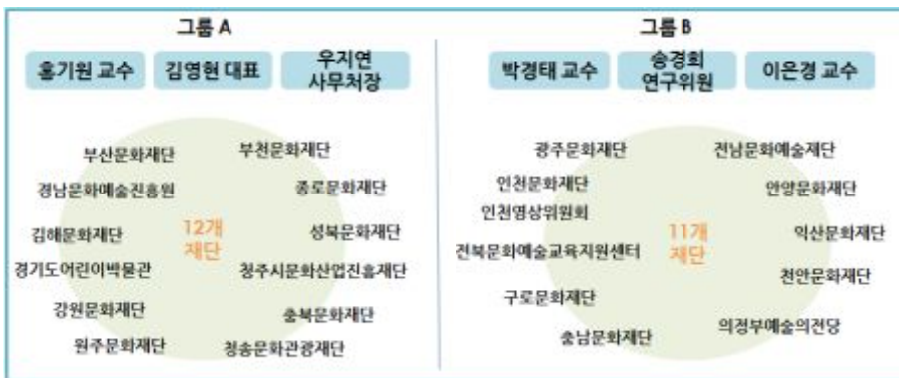 그룹 A
홍기원 교수
김영현 대표
우지연
사무처장
부산문화재단
부천문화재단
경남문화예술진흥원
종로문화재단
12개
재단
김해문화재단
성북문화재단
경기도어린이박물관
청주시문화산업진흥재단
강원문화재단
충북문화재단
원주문화재단
청송문화관광재단
그룹 B
박경태 교수
송경희
연구위원
이은경 교수
광주문화재단
전남문화예술재단
인천문화재단
안양문화재단
인천영상위원회
11개
재단
익산문화재단
전북문화예술교육지원센터
천안문화재단
구로문화재단
의정부예술의전당
충남문화재단